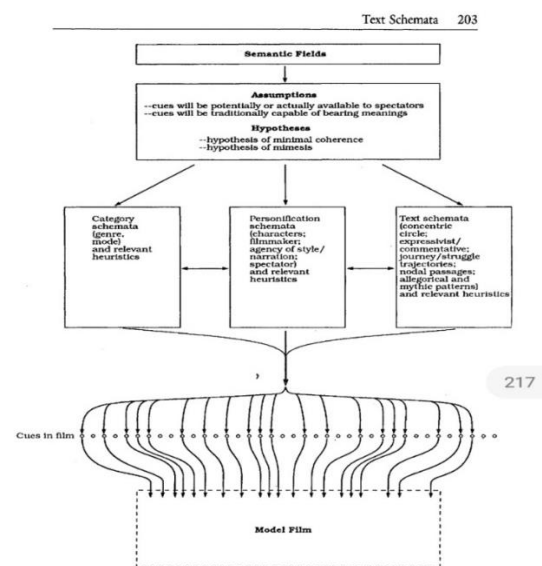 Text Schemata 203
Semantic Fields
Assumptions
--cues will be potentially or actually available to spectators
--cues will be traditionally capable of bearing meanings
Hypotheses
--hypothesis of minimal coherence
--hypothesis of mimesis
Category
schemata
(genre,
mode)
and relevant
heuristics
Personification
schemata
(characters;
filmmaker;
agency of style/
narration;
spectator)
and relevant
heuristics
Text schemata
(concentric
circle;
expressivist/
commentative;
journey/struggle
trajectories;
nodal passages;
allegorical and
mythic patterns)
and relevant heuristics
217
Cues in film
Model Film